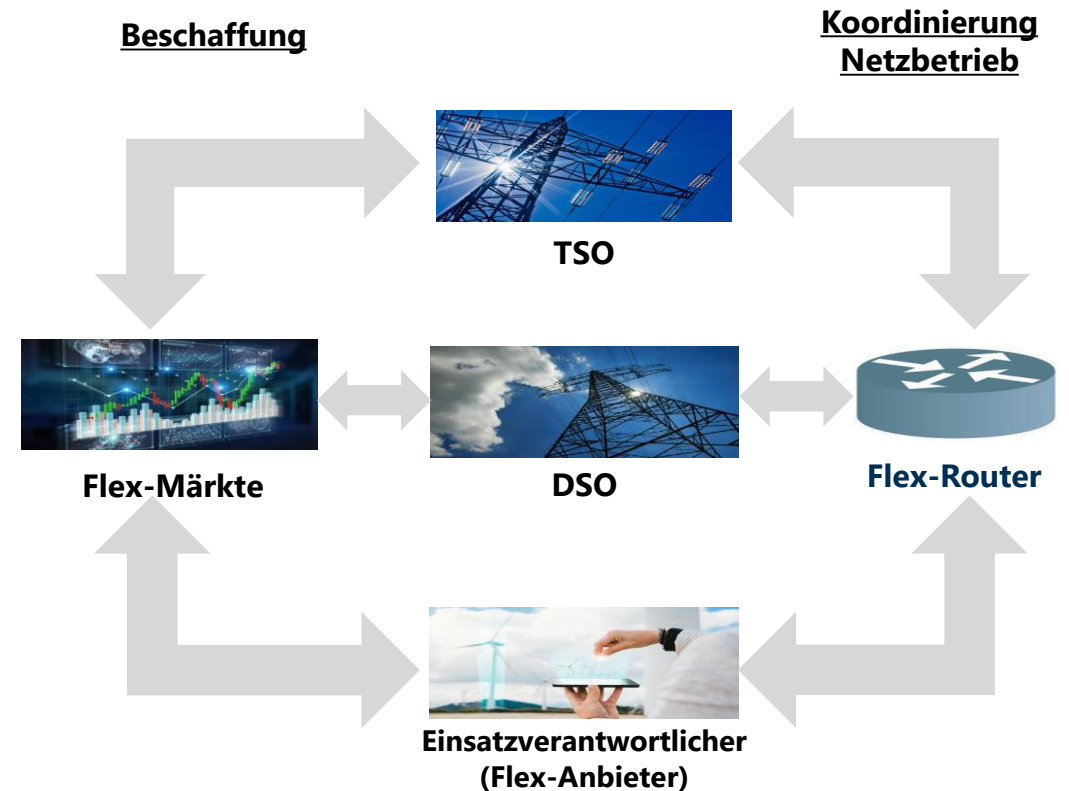 Beschaffung
Koordinierung
Netzbetrieb
TSO
Flex-Märkte
DSO
Flex-Router
Einsatzverantwortlicher
(Flex-Anbieter)